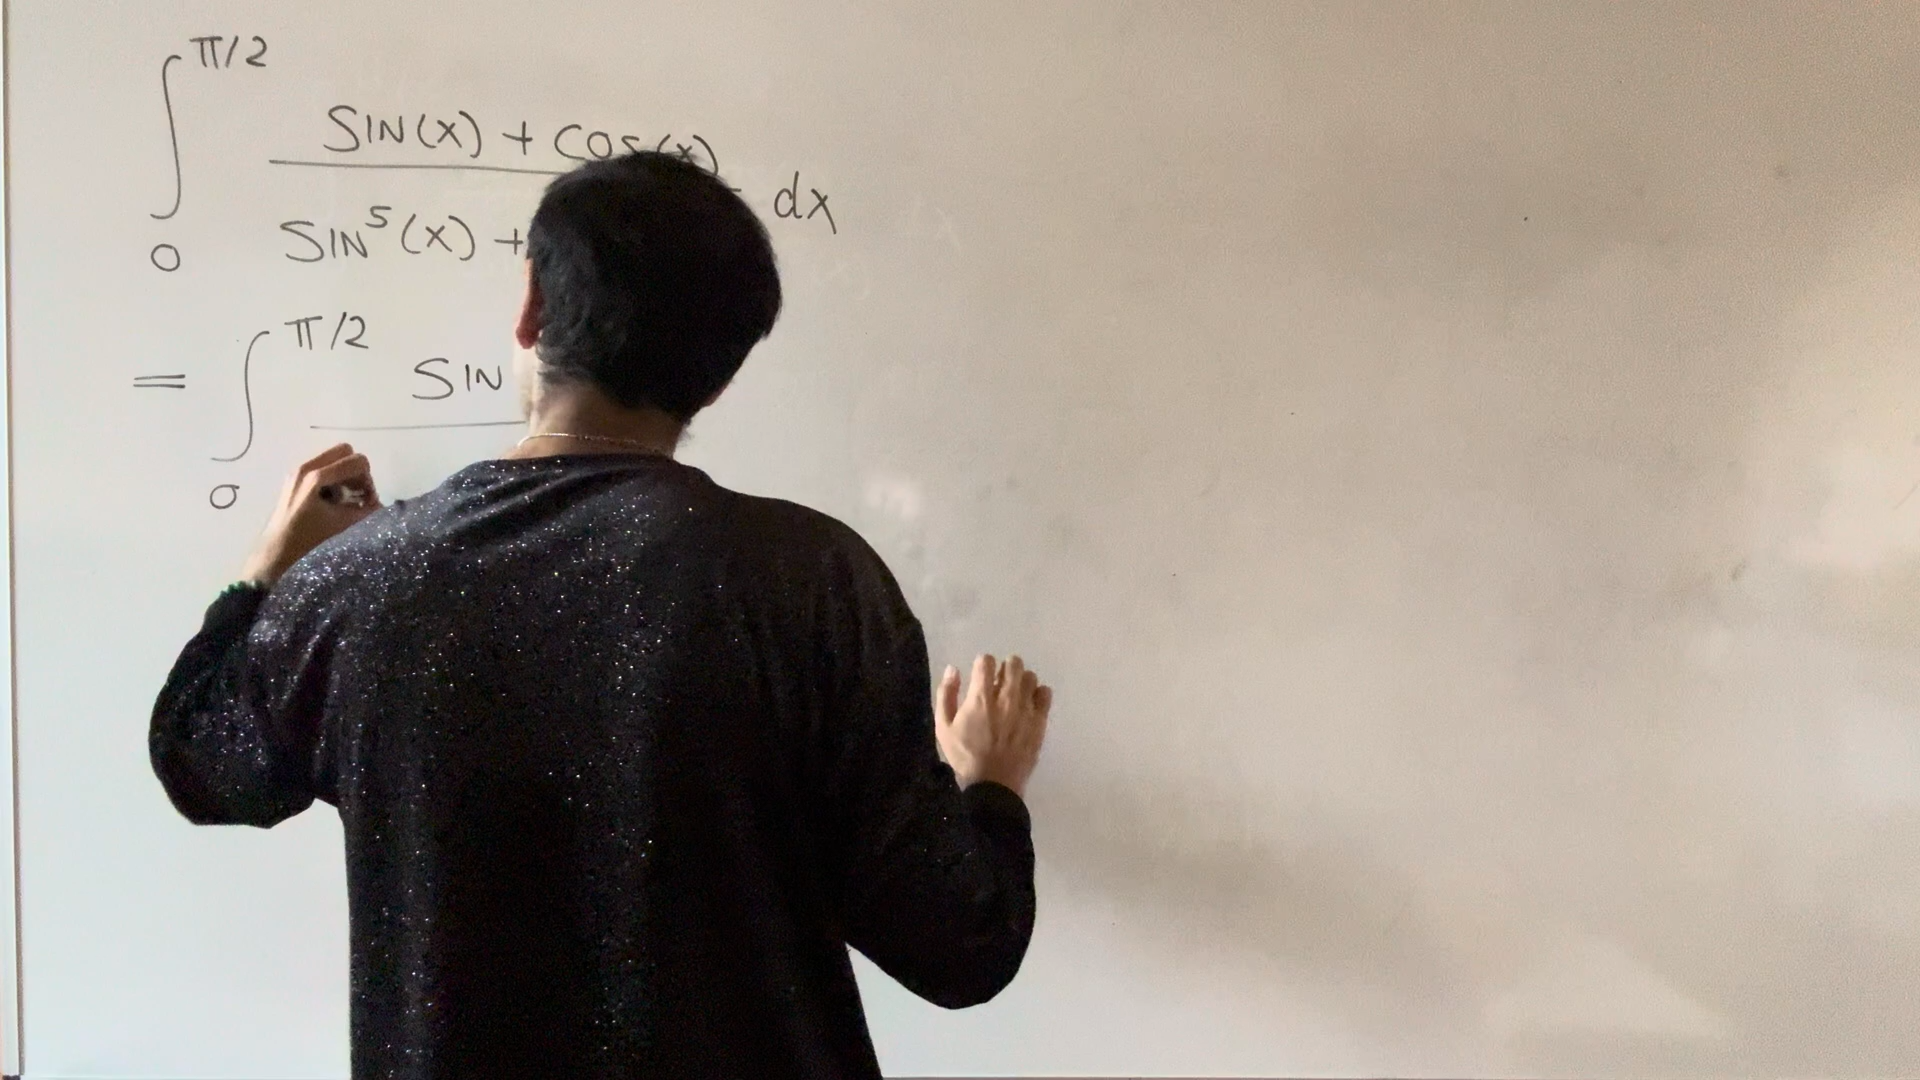 ∫₀^π/2 SIN(x) + COS(x)
SIN⁵(x) + dx
= ∫₀^π/2 SIN